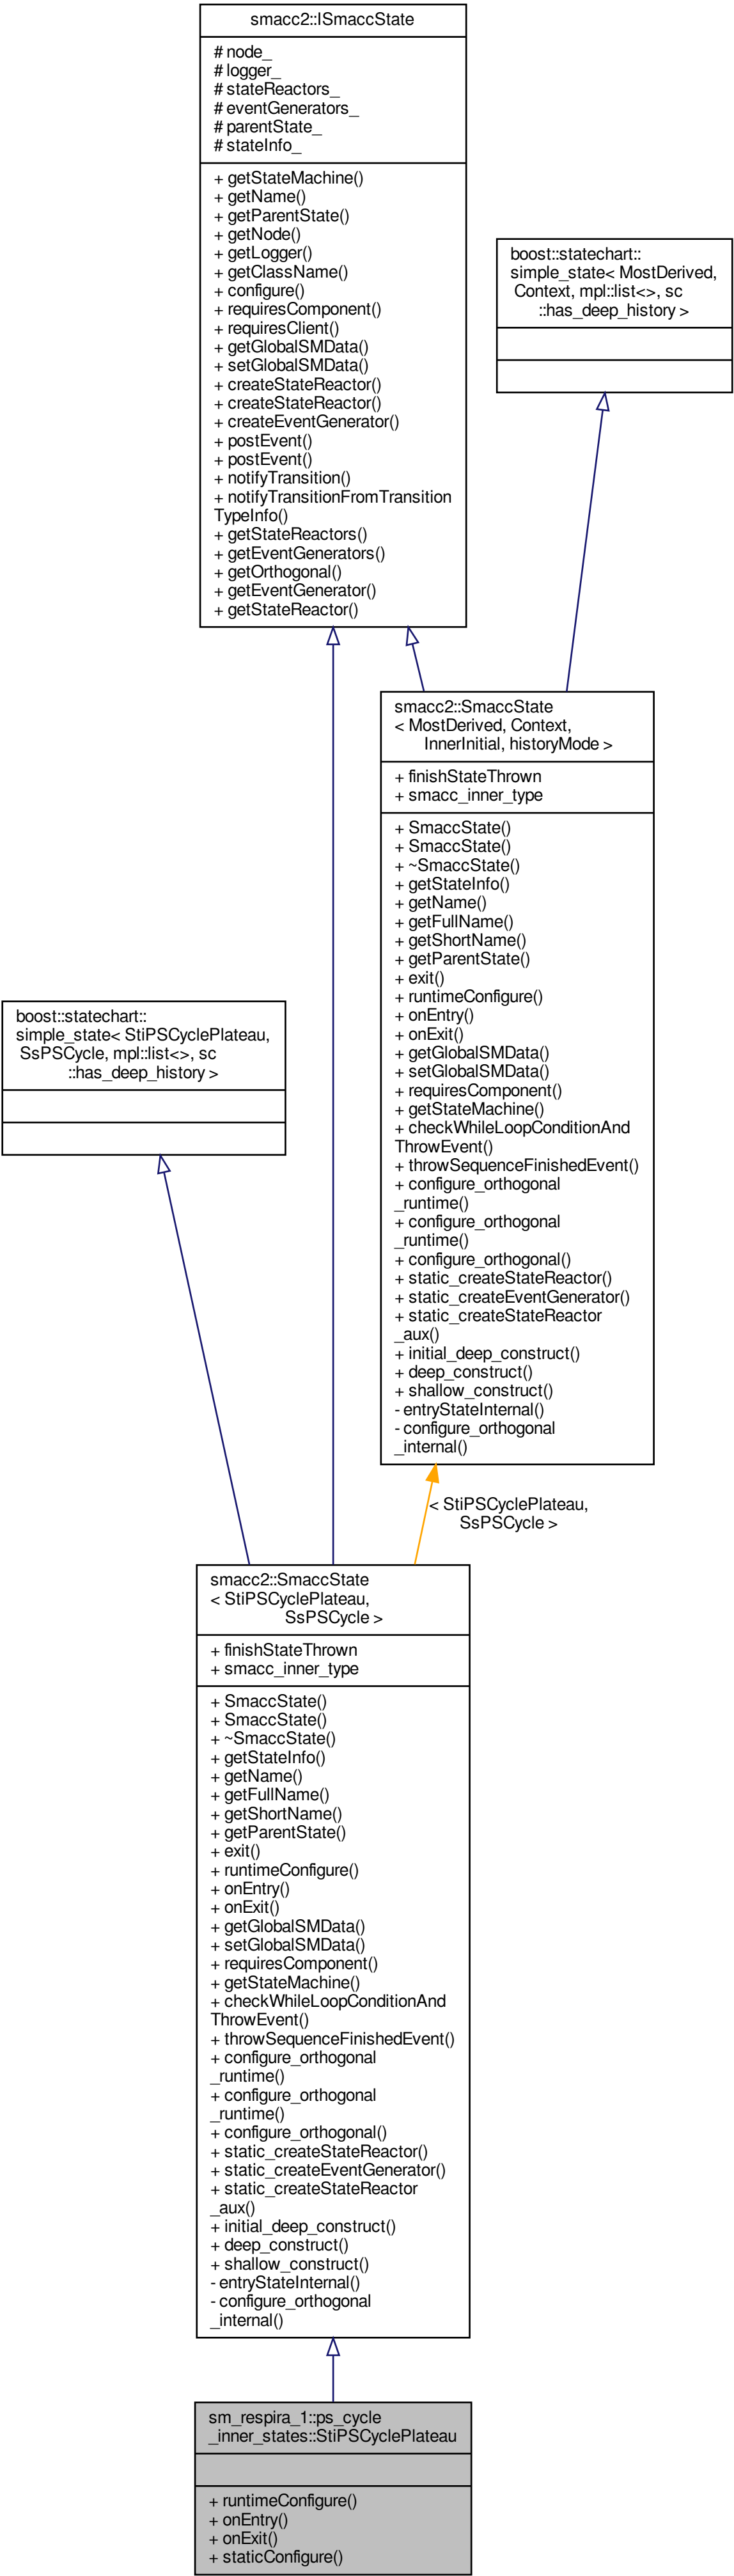 smacc2::ISmaccState
# node_
# logger_
# stateReactors_
# eventGenerators_
# parentState_
# stateInfo_
+ getStateMachine()
+ getName()
+ getParentState()
+ getNode()
+ getLogger()
+ getClassName()
+ configure()
+ requiresComponent()
+ requiresClient()
+ getGlobalSMData()
+ setGlobalSMData()
+ createStateReactor()
+ createStateReactor()
+ createEventGenerator()
+ postEvent()
+ postEvent()
+ notifyTransition()
+ notifyTransitionFromTransition
TypeInfo()
+ getStateReactors()
+ getEventGenerators()
+ getOrthogonal()
+ getEventGenerator()
+ getStateReactor()
boost::statechart::
simple_state< MostDerived,
Context, mpl::list<>, sc
::has_deep_history >
smacc2::SmaccState
< MostDerived, Context,
InnerInitial, historyMode >
+ finishStateThrown
+ smacc_inner_type
+ SmaccState()
+ SmaccState()
+ ~SmaccState()
+ getStateInfo()
+ getName()
+ getFullName()
+ getShortName()
+ getParentState()
+ exit()
+ runtimeConfigure()
+ onEntry()
+ onExit()
+ getGlobalSMData()
+ setGlobalSMData()
+ requiresComponent()
+ getStateMachine()
+ checkWhileLoopConditionAnd
ThrowEvent()
+ throwSequenceFinishedEvent()
+ configure_orthogonal
_runtime()
+ configure_orthogonal
_runtime()
+ configure_orthogonal()
+ static_createStateReactor()
+ static_createEventGenerator()
+ static_createStateReactor
_aux()
+ initial_deep_construct()
+ deep_construct()
+ shallow_construct()
- entryStateInternal()
- configure_orthogonal
_internal()
boost::statechart::
simple_state< StiPSCyclePlateau,
SsPSCycle, mpl::list<>, sc
::has_deep_history >
< StiPSCyclePlateau,
SsPSCycle >
smacc2::SmaccState
< StiPSCyclePlateau,
SsPSCycle >
+ finishStateThrown
+ smacc_inner_type
+ SmaccState()
+ SmaccState()
+ ~SmaccState()
+ getStateInfo()
+ getName()
+ getFullName()
+ getShortName()
+ getParentState()
+ exit()
+ runtimeConfigure()
+ onEntry()
+ onExit()
+ getGlobalSMData()
+ setGlobalSMData()
+ requiresComponent()
+ getStateMachine()
+ checkWhileLoopConditionAnd
ThrowEvent()
+ throwSequenceFinishedEvent()
+ configure_orthogonal
_runtime()
+ configure_orthogonal
_runtime()
+ configure_orthogonal()
+ static_createStateReactor()
+ static_createEventGenerator()
+ static_createStateReactor
_aux()
+ initial_deep_construct()
+ deep_construct()
+ shallow_construct()
- entryStateInternal()
- configure_orthogonal
_internal()
sm_respira_1::ps_cycle
_inner_states::StiPSCyclePlateau
+ runtimeConfigure()
+ onEntry()
+ onExit()
+ staticConfigure()